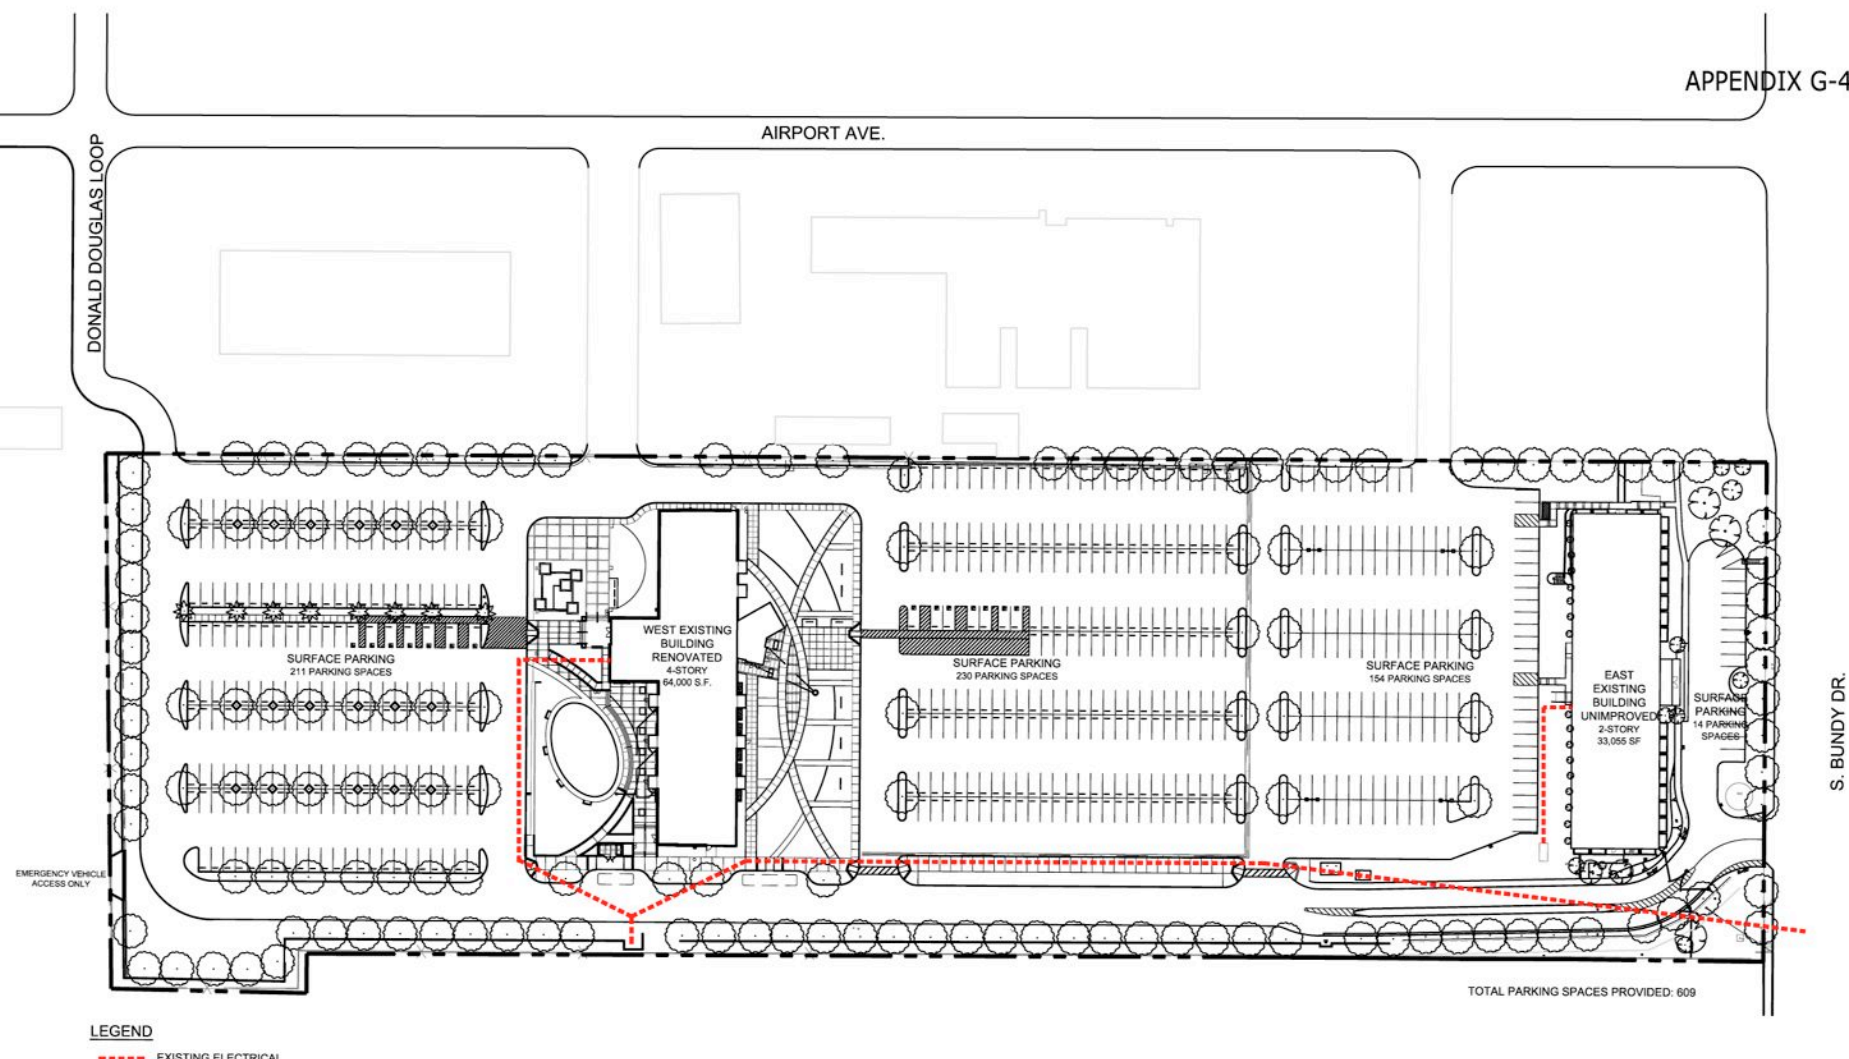 APPENDIX G-4
AIRPORT AVE.
DONALD DOUGLAS LOOP
WEST EXISTING
BUILDING
RENOVATED
4-STORY
64,000 S.F.
SURFACE PARKING
211 PARKING SPACES
SURFACE PARKING
230 PARKING SPACES
SURFACE PARKING
154 PARKING SPACES
EAST
EXISTING
BUILDING
UNIMPROVED
2-STORY
33,055 SF
SURFACE
PARKING
14 PARKING
SPACES
S. BUNDY DR.
EMERGENCY VEHICLE
ACCESS ONLY
TOTAL PARKING SPACES PROVIDED: 609
LEGEND
EXISTING ELECTRICAL